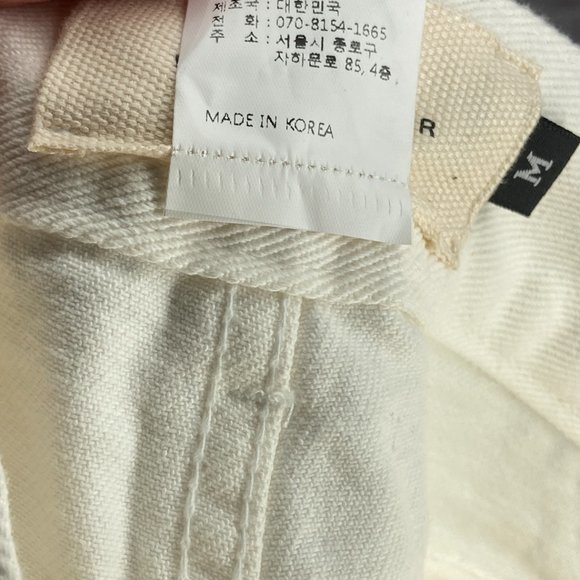 제조국 : 대한민국
전 화 : 070-8154-1665
주 소 : 서울시 종로구
자하문로 85, 4층
MADE IN KOREA
R
M